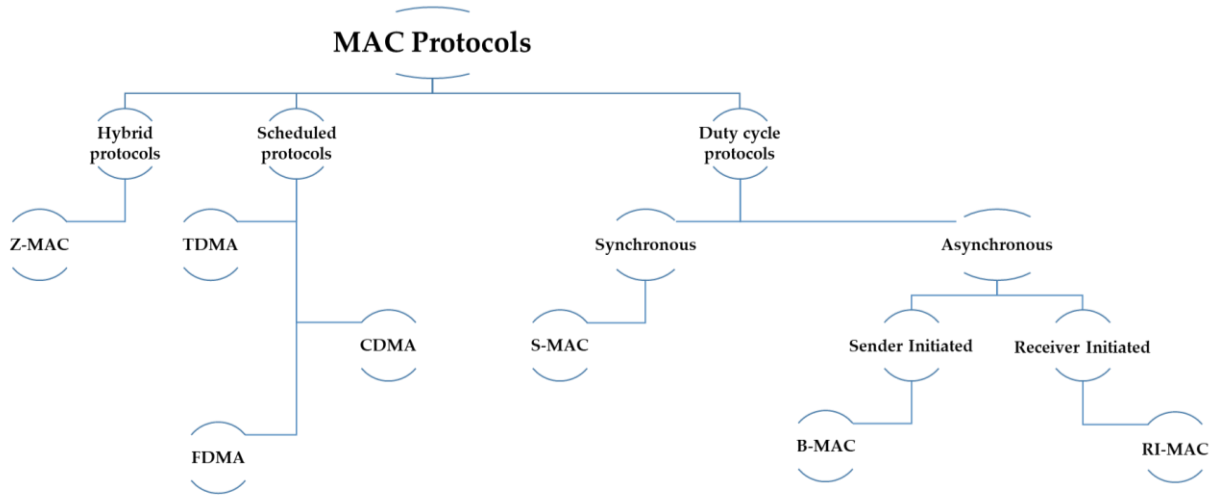 MAC Protocols
Hybrid
protocols
Scheduled
protocols
Duty cycle
protocols
Z-MAC
TDMA
Synchronous
Asynchronous
CDMA
S-MAC
Sender Initiated
Receiver Initiated
FDMA
B-MAC
RI-MAC